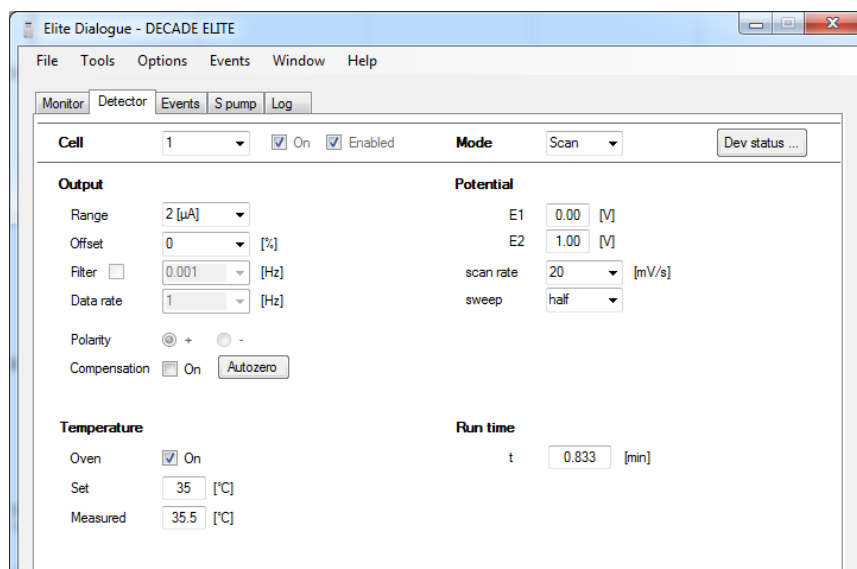 Elite Dialogue - DECADE ELITE
File Tools Options Events Window Help
Monitor Detector Events S pump Log
Cell 1 On Enabled Mode Scan Dev status ...
Output Potential
Range 2 [µA] E1 0.00 [V]
Offset 0 [%] E2 1.00 [V]
Filter 0.001 [Hz] scan rate 20 [mV/s]
Data rate 1 [Hz] sweep half
Polarity + -
Compensation On Autozero
Temperature Run time
Oven On t 0.833 [min]
Set 35 [°C]
Measured 35.5 [°C]